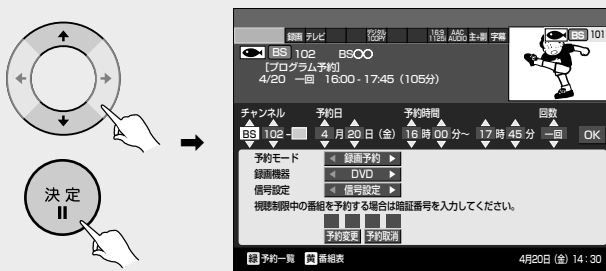 決定
録画 テレビ デジタル 1COPY 16:9 1125i AAC AUDIO 主+副 字幕 BS 101
BS 102 BS〇〇
[プログラム予約]
4/20 一回 16:00 - 17:45（105分）
チャンネル 予約日 予約時間 回数
BS 102 - 4 月 20 日（金） 16 時 00 分〜 17 時 45 分 一回 OK
予約モード 録画予約
録画機器 DVD
信号設定 信号設定
視聴制限中の番組を予約する場合は暗証番号を入力してください。
予約変更 予約取消
緑 予約一覧 黄 番組表 4月20日（金）14：30